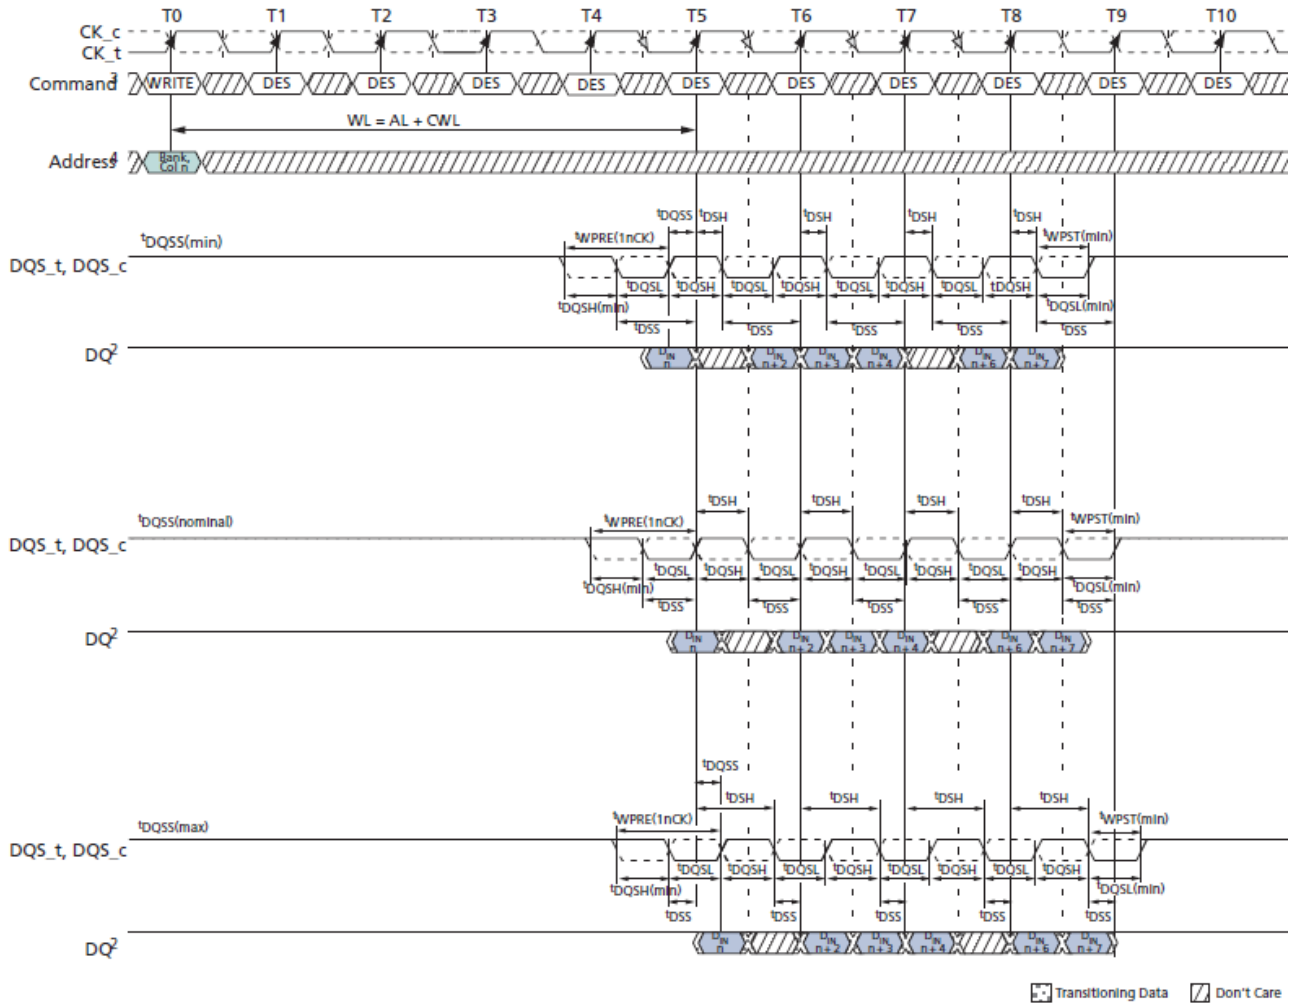 T0 T1 T2 T3 T4 T5 T6 T7 T8 T9 T10
CK_c
CK_t
Command 3 WRITE DES DES DES DES DES DES DES DES DES DES
WL = AL + CWL
Address 4 Bank, Col n
tDQSS tDSH tDSH tDSH tDSH
tDQSS(min) tWPRE(1nCK) tWPST(min)
DQS_t, DQS_c
tDQSL tDQSH tDQSL tDQSH tDQSL tDQSH tDQSL tDQSH
tDQSH(min) tDQSL(min)
tDSS tDSS tDSS tDSS tDSS
DQ2 DIN n DIN n + 2 DIN n + 3 DIN n + 4 DIN n + 6 DIN n + 7
tDSH tDSH tDSH tDSH
tDQSS(nominal) tWPRE(1nCK) tWPST(min)
DQS_t, DQS_c
tDQSL tDQSH tDQSL tDQSH tDQSL tDQSH tDQSL tDQSH
tDQSH(min) tDQSL(min)
tDSS tDSS tDSS tDSS tDSS
DQ2 DIN n DIN n + 2 DIN n + 3 DIN n + 4 DIN n + 6 DIN n + 7
tDQSS
tDSH tDSH tDSH tDSH
tDQSS(max) tWPRE(1nCK) tWPST(min)
DQS_t, DQS_c
tDQSL tDQSH tDQSL tDQSH tDQSL tDQSH tDQSL tDQSH
tDQSH(min) tDQSL(min)
tDSS tDSS tDSS tDSS tDSS
DQ2 DIN n DIN n + 2 DIN n + 3 DIN n + 4 DIN n + 6 DIN n + 7
Transitioning Data Don't Care